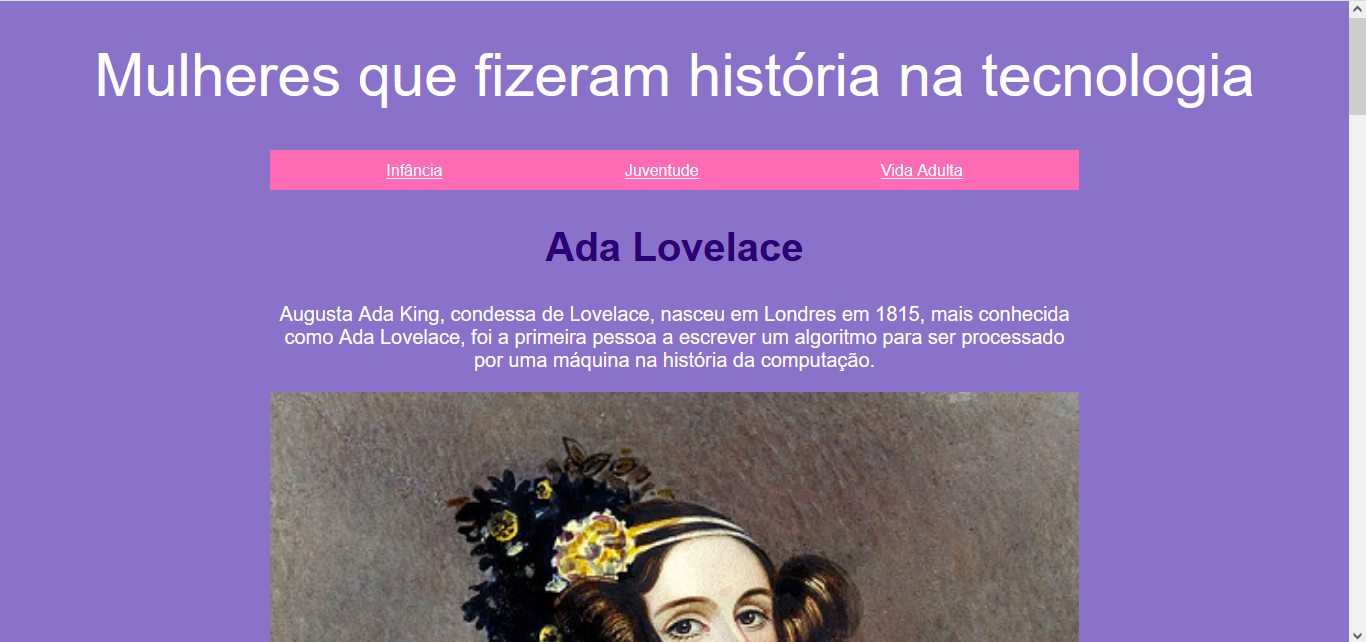 Mulheres que fizeram história na tecnologia
Infância
Juventude
Vida Adulta
Ada Lovelace
Augusta Ada King, condessa de Lovelace, nasceu em Londres em 1815, mais conhecida
como Ada Lovelace, foi a primeira pessoa a escrever um algoritmo para ser processado
por uma máquina na história da computação.